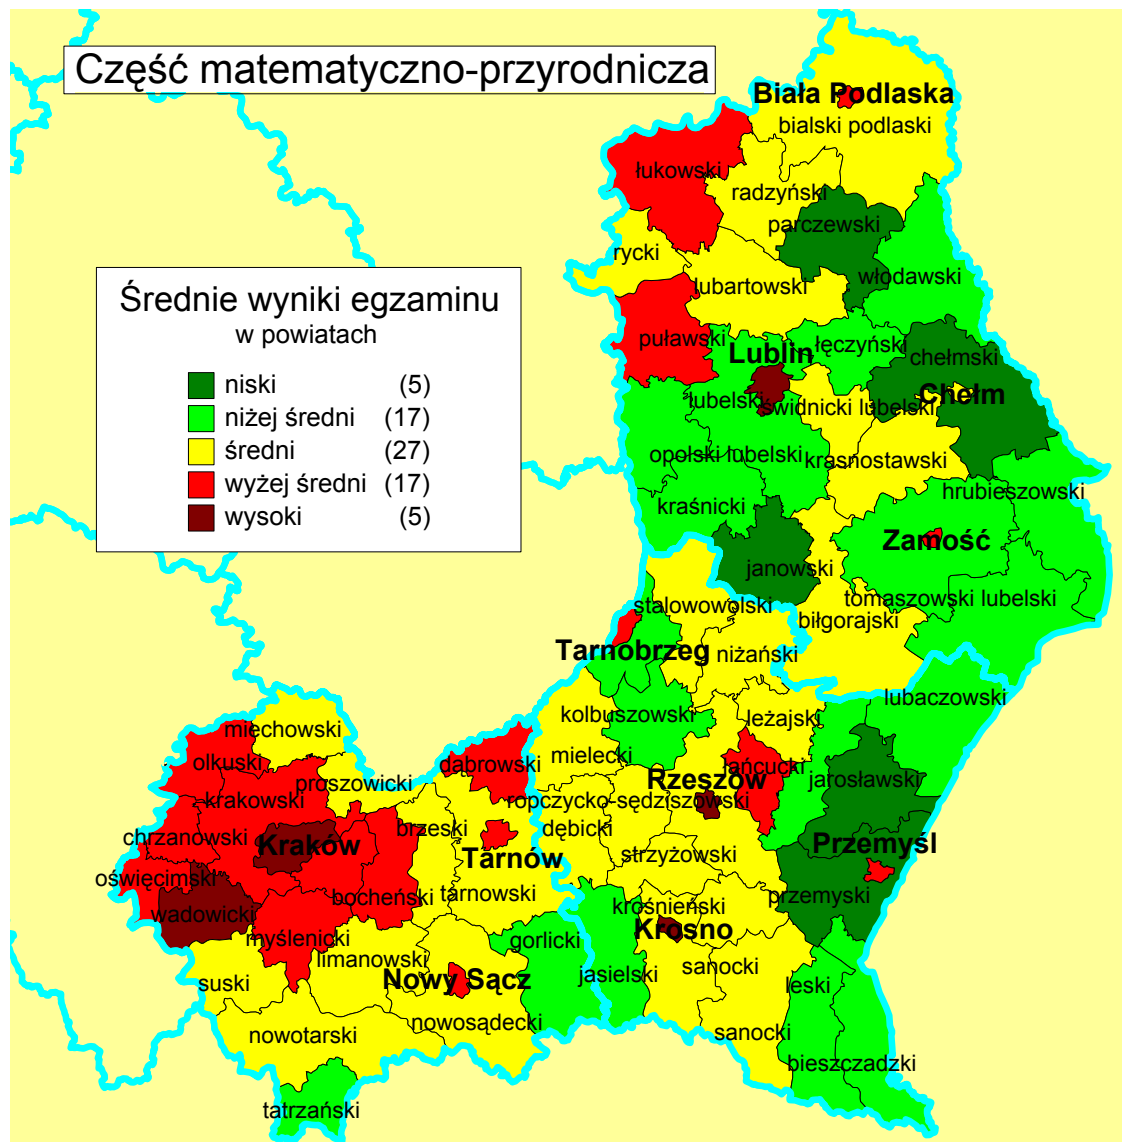 Część matematyczno-przyrodnicza
Biała Podlaska
bialski podlaski
łukowski
radzyński
parczewski
rycki
włodawski
lubartowski
Średnie wyniki egzaminu
w powiatach
niski (5)
niżej średni (17)
średni (27)
wyżej średni (17)
wysoki (5)
puławski
Lublin
łęczyński
chełmski
lubelski
świdnicki lubelski
Chełm
opolski lubelski
krasnostawski
kraśnicki
hrubieszowski
Zamość
janowski
stalowowolski
tomaszowski lubelski
biłgorajski
Tarnobrzeg
niżański
lubaczowski
kolbuszowski
leżajski
miechowski
mielecki
olkuski
dąbrowski
łańcucki
jarosławski
proszowicki
Rzeszów
krakowski
ropczycko-sędziszowski
chrzanowski
brzeski
dębicki
Kraków
Tarnów
strzyżowski
Przemyśl
oświęcimski
bocheński
tarnowski
przemyski
wadowicki
krośnieński
myślenicki
Krosno
gorlicki
limanowski
sanocki
suski
Nowy Sącz
jasielski
leski
nowotarski
nowosądecki
sanocki
bieszczadzki
tatrzański